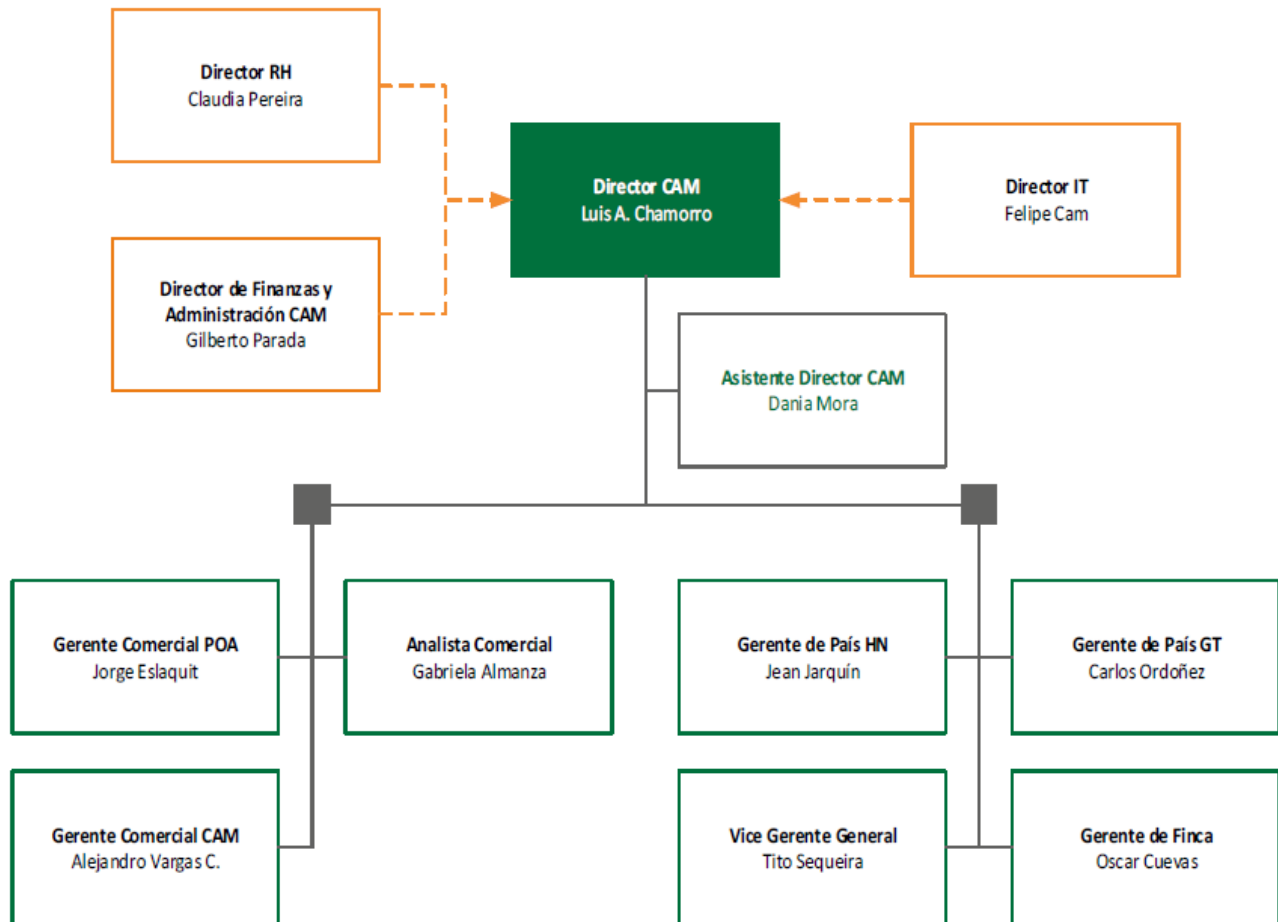 Director RH
Claudia Pereira
Director CAM
Luis A. Chamorro
Director IT
Felipe Cam
Director de Finanzas y
Administración CAM
Gilberto Parada
Asistente Director CAM
Dania Mora
Gerente Comercial POA
Jorge Eslaquit
Analista Comercial
Gabriela Almanza
Gerente de País HN
Jean Jarquín
Gerente de País GT
Carlos Ordoñez
Gerente Comercial CAM
Alejandro Vargas C.
Vice Gerente General
Tito Sequeira
Gerente de Finca
Oscar Cuevas